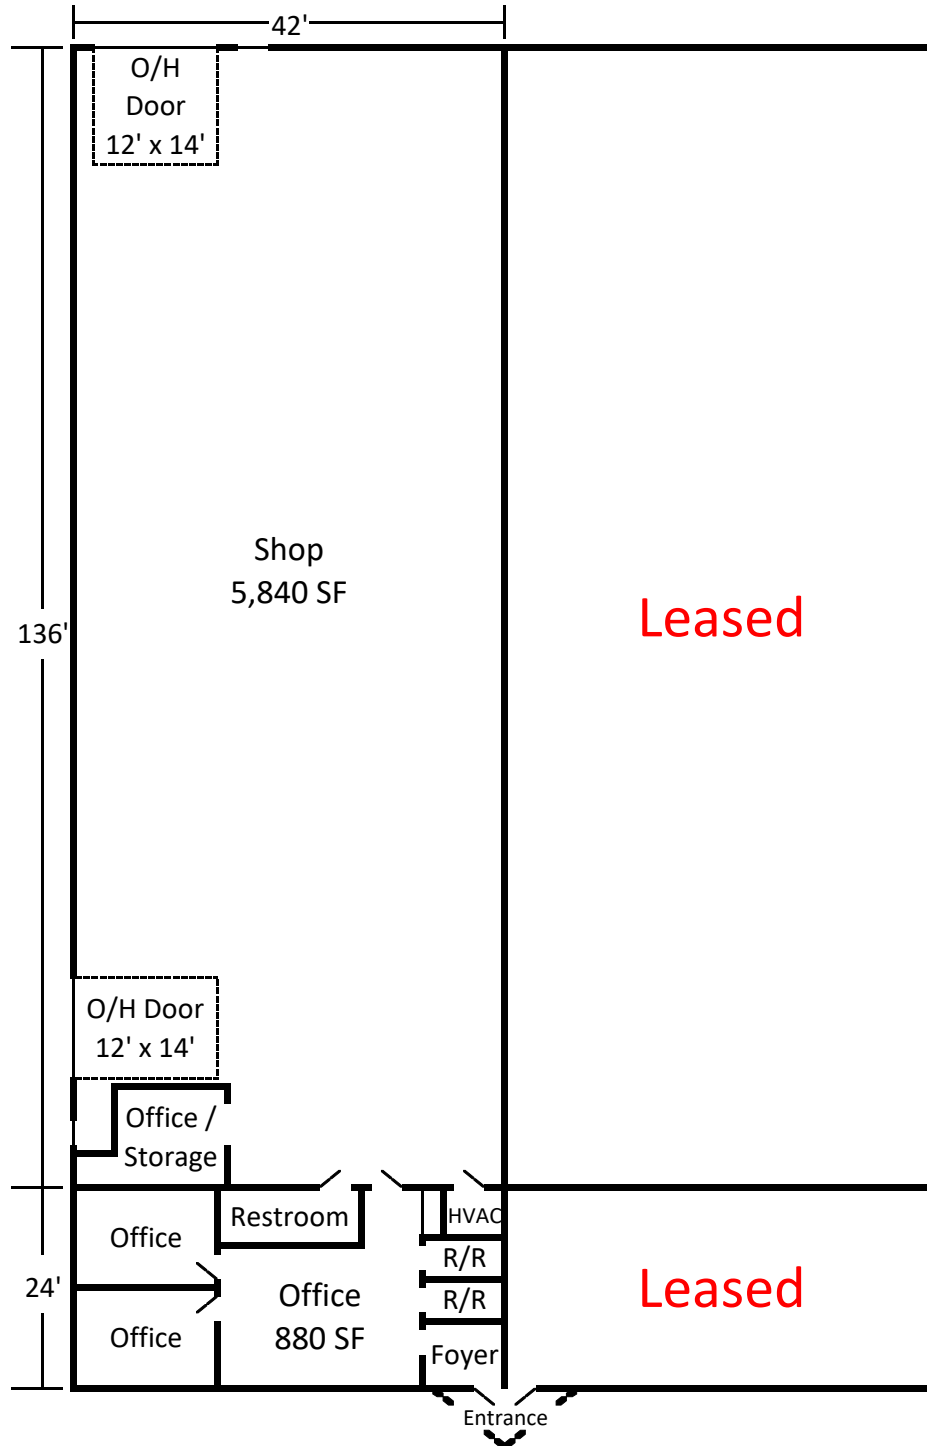 42'
O/H
Door
12' x 14'
Shop
5,840 SF
Leased
136'
O/H Door
12' x 14'
Office /
Storage
Restroom
HVAC
Office
R/R
24'
Office
880 SF
R/R
Leased
Office
Foyer
Entrance